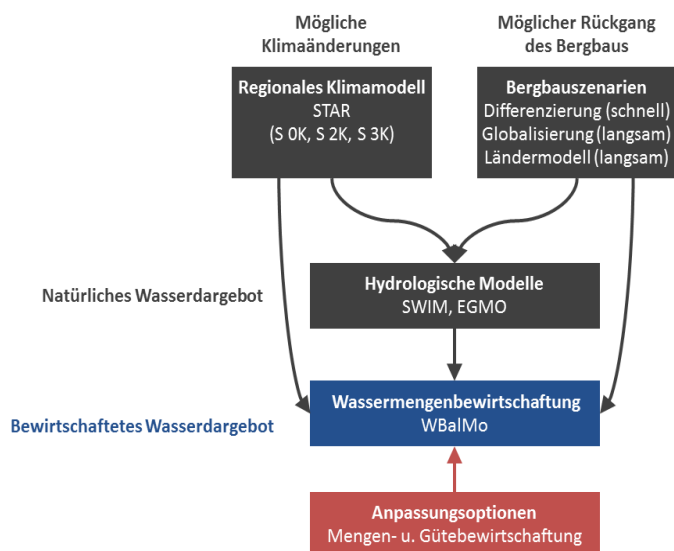 Mögliche
Klimaänderungen
Möglicher Rückgang
des Bergbaus
Regionales Klimamodell
STAR
(S 0K, S 2K, S 3K)
Bergbauszenarien
Differenzierung (schnell)
Globalisierung (langsam)
Ländermodell (langsam)
Natürliches Wasserdargebot
Hydrologische Modelle
SWIM, EGMO
Bewirtschaftetes Wasserdargebot
Wassermengenbewirtschaftung
WBalMo
Anpassungsoptionen
Mengen- u. Gütebewirtschaftung